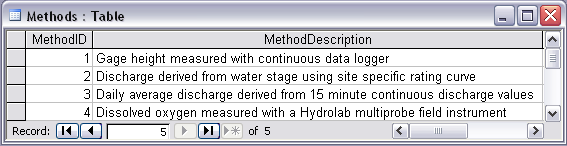 Methods : Table
MethodID MethodDescription
1 Gage height measured with continuous data logger
2 Discharge derived from water stage using site specific rating curve
3 Daily average discharge derived from 15 minute continuous discharge values
4 Dissolved oxygen measured with a Hydrolab multiprobe field instrument
Record: 5 of 5